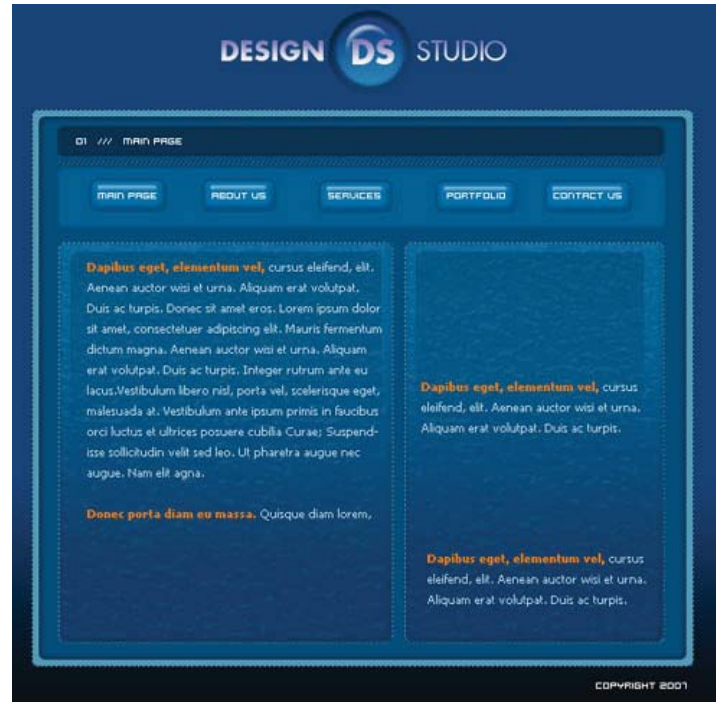 DESIGN DS STUDIO
01 /// MAIN PAGE
MAIN PAGE ABOUT US SERVICES PORTFOLIO CONTACT US
Dapibus eget, elementum vel, cursus eleifend, elit.
Aenean auctor wisi et urna. Aliquam erat volutpat.
Duis ac turpis. Donec sit amet eros. Lorem ipsum dolor
sit amet, consectetuer adipiscing elit. Mauris fermentum
dictum magna. Aenean auctor wisi et urna. Aliquam
erat volutpat. Duis ac turpis. Integer rutrum ante eu
lacus.Vestibulum libero nisl, porta vel, scelerisque eget,
malesuada at. Vestibulum ante ipsum primis in faucibus
orci luctus et ultrices posuere cubilia Curae; Suspend-
isse sollicitudin velit sed leo. Ut pharetra augue nec
augue. Nam elit agna.
Donec porta diam eu massa. Quisque diam lorem,
Dapibus eget, elementum vel, cursus
eleifend, elit. Aenean auctor wisi et urna.
Aliquam erat volutpat. Duis ac turpis.
Dapibus eget, elementum vel, cursus
eleifend, elit. Aenean auctor wisi et urna.
Aliquam erat volutpat. Duis ac turpis.
COPYRIGHT 2007